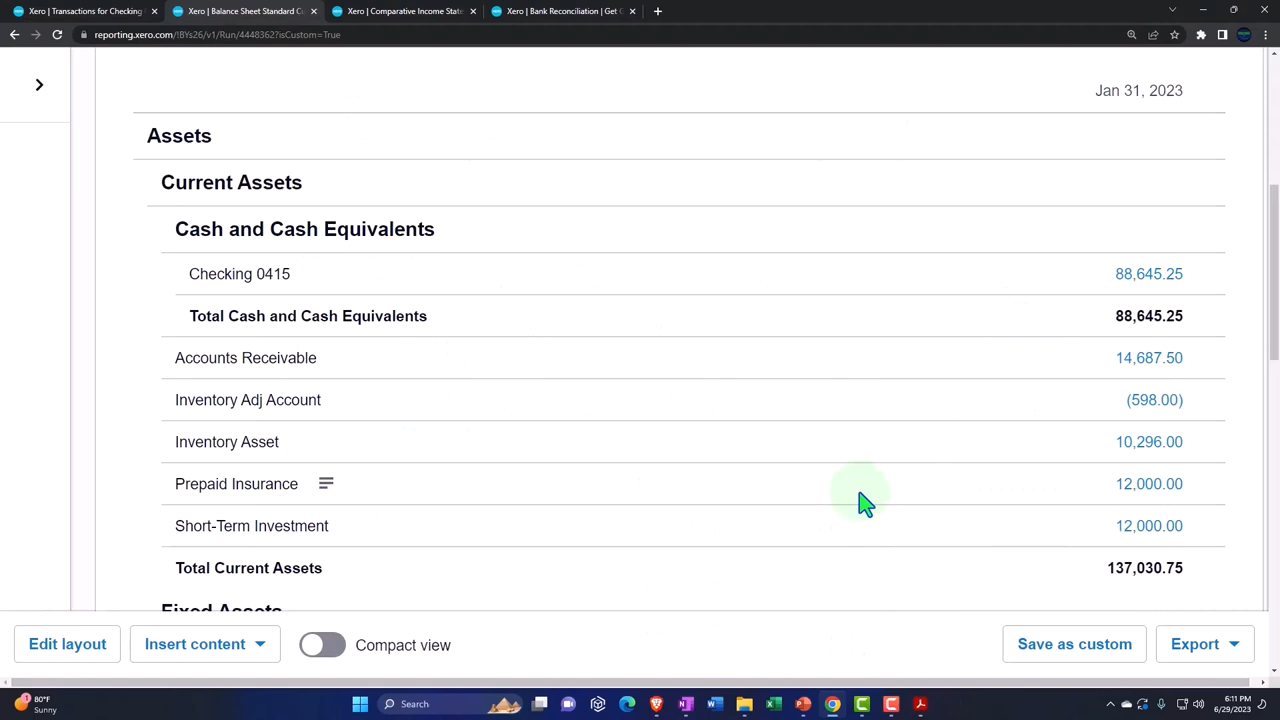 Xero | Transactions for Checking
Xero | Balance Sheet Standard C
Xero | Comparative Income State
Xero | Bank Reconciliation | Get C
reporting.xero.com/!BYs26/v1/Run/4448362?isCustom=True
Jan 31, 2023
Assets
Current Assets
Cash and Cash Equivalents
Checking 0415 88,645.25
Total Cash and Cash Equivalents 88,645.25
Accounts Receivable 14,687.50
Inventory Adj Account (598.00)
Inventory Asset 10,296.00
Prepaid Insurance 12,000.00
Short-Term Investment 12,000.00
Total Current Assets 137,030.75
Fixed Assets
Edit layout Insert content Compact view Save as custom Export
80°F
Sunny
Search
6:11 PM
6/29/2023